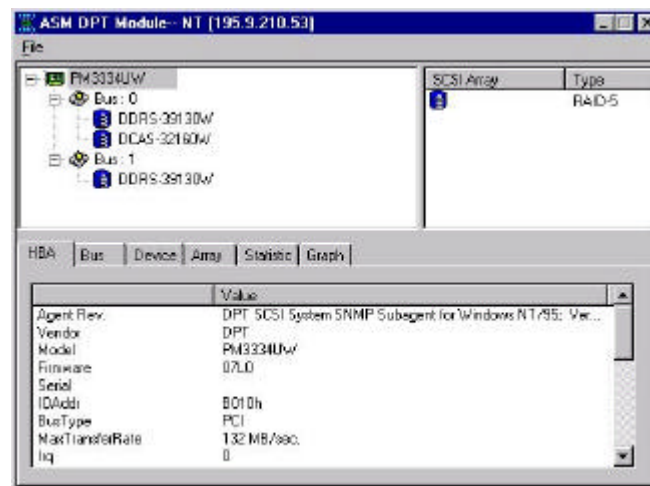 ASM DPT Module-- NT [195.9.210.53]
File
PM3334UW
Bus: 0
DDRS-39130W
DCAS-32160W
Bus: 1
DDRS-39130W
SCSI Array Type
RAID-5
HBA Bus Device Array Statistic Graph
Value
Agent Rev. DPT SCSI System SNMP Subagent for Windows NT/95; Ver...
Vendor DPT
Model PM3334UW
Firmware 07L0
Serial
IOAddr B010h
BusType PCI
MaxTransferRate 132 MB/sec.
Irq 0